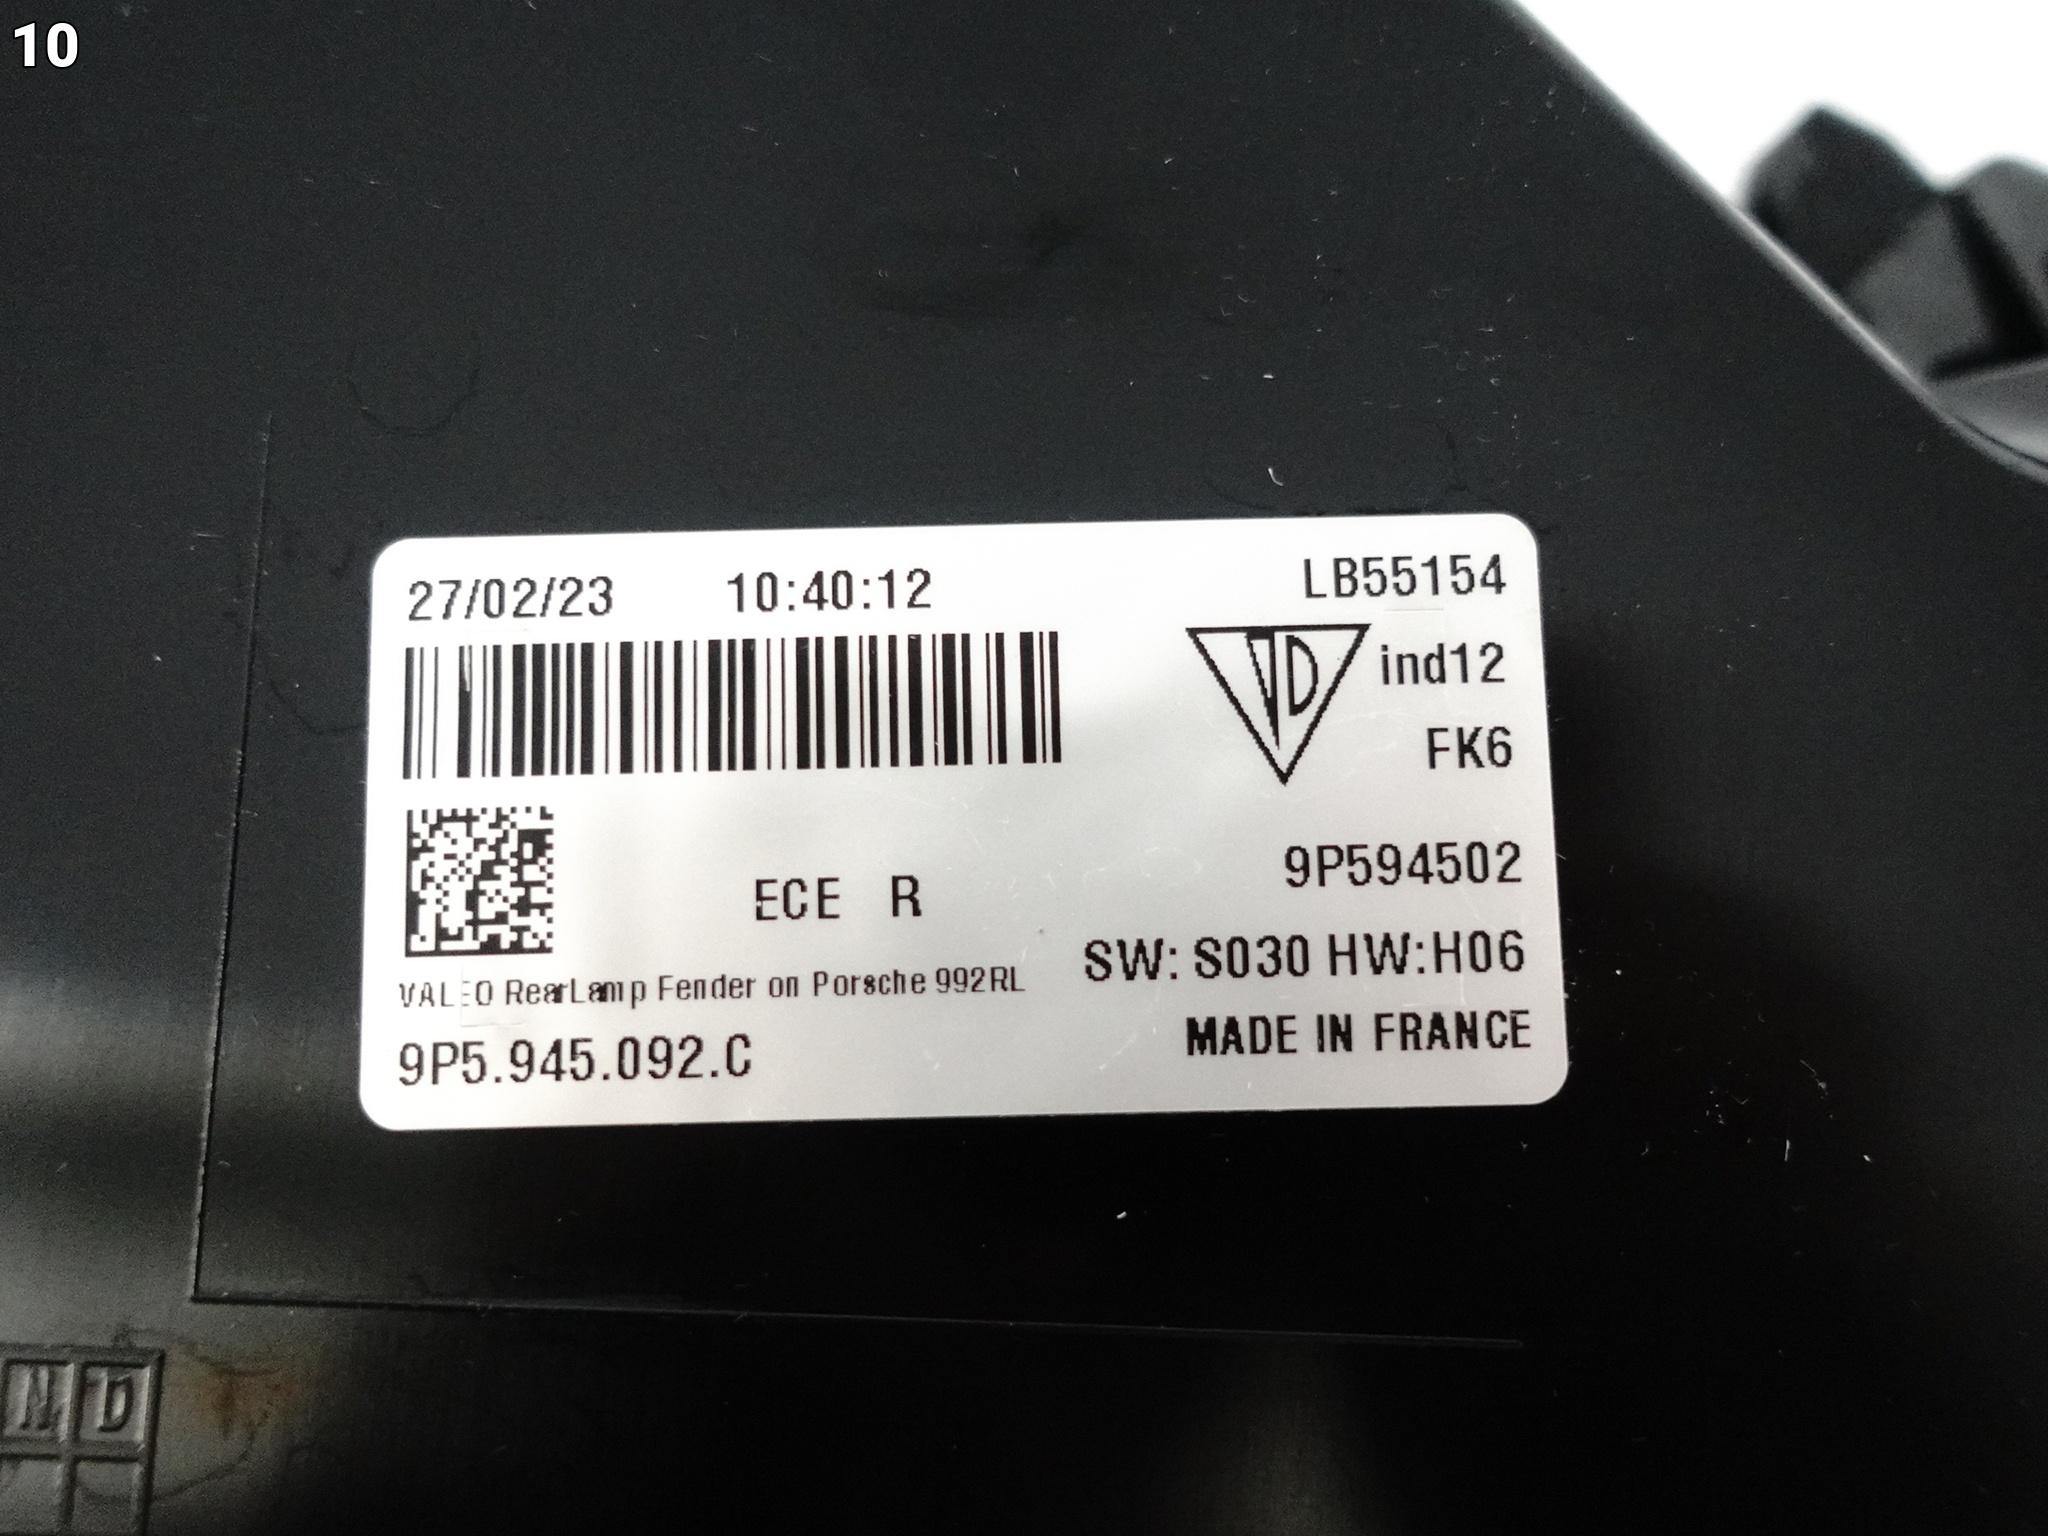 10
27/02/23 10:40:12 LB55154
VD ind12
FK6
9P594502
ECE R
SW: S030 HW:H06
VALEO RearLamp Fender on Porsche 992RL
MADE IN FRANCE
9P5.945.092.C
N D